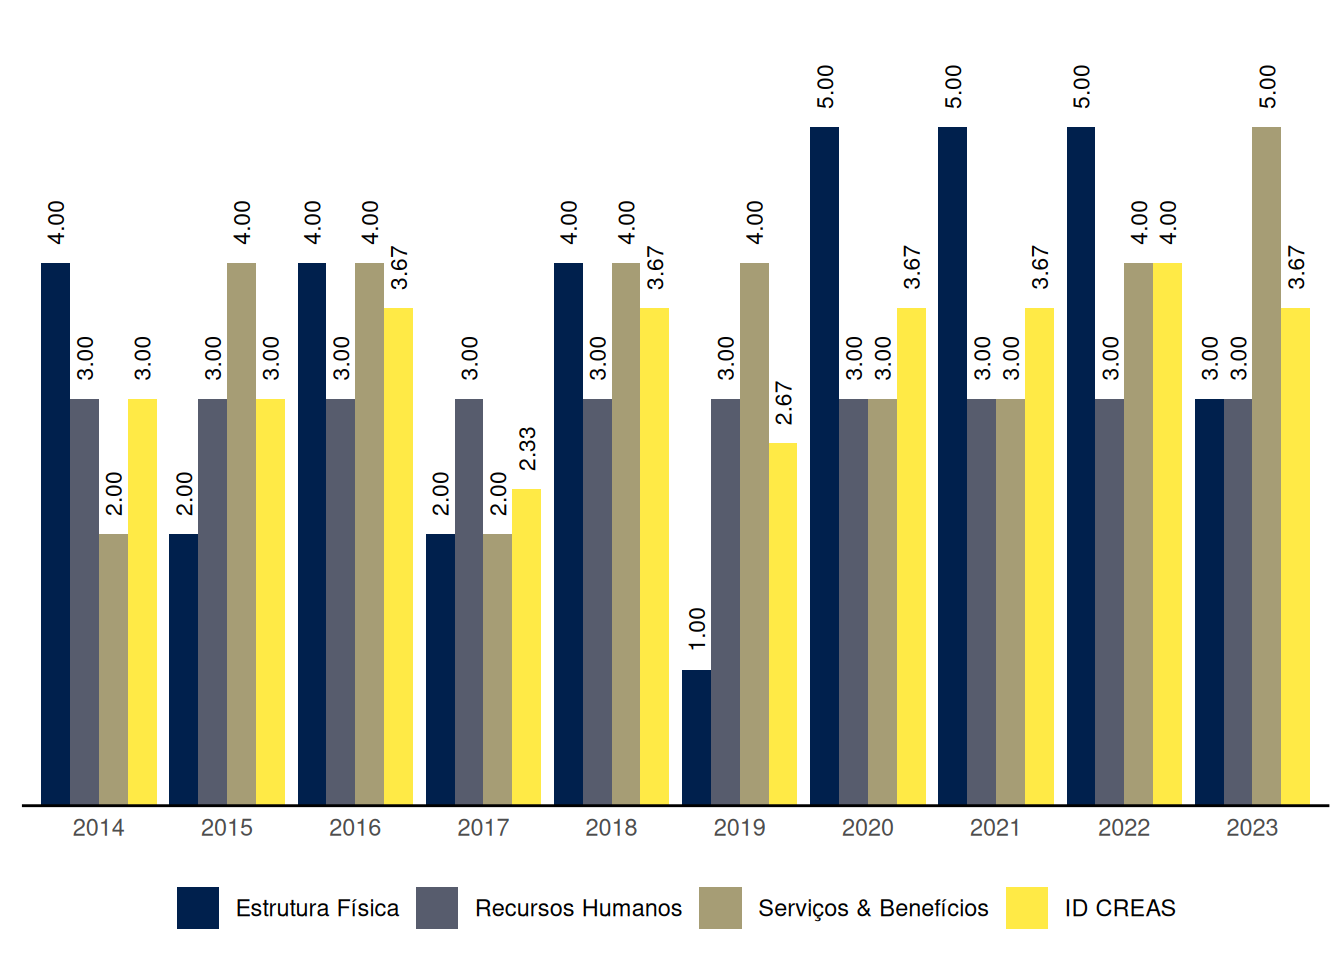 5.00 5.00 5.00 5.00
4.00 4.00 4.00 4.00 4.00 4.00 4.00 4.00 4.00
3.67 3.67 3.67 3.67 3.67
3.00 3.00 3.00 3.00 3.00 3.00 3.00 3.00 3.00 3.00 3.00 3.00 3.00 3.00 3.00
2.67
2.33
2.00 2.00 2.00 2.00
1.00
2014 2015 2016 2017 2018 2019 2020 2021 2022 2023
Estrutura Física Recursos Humanos Serviços & Benefícios ID CREAS